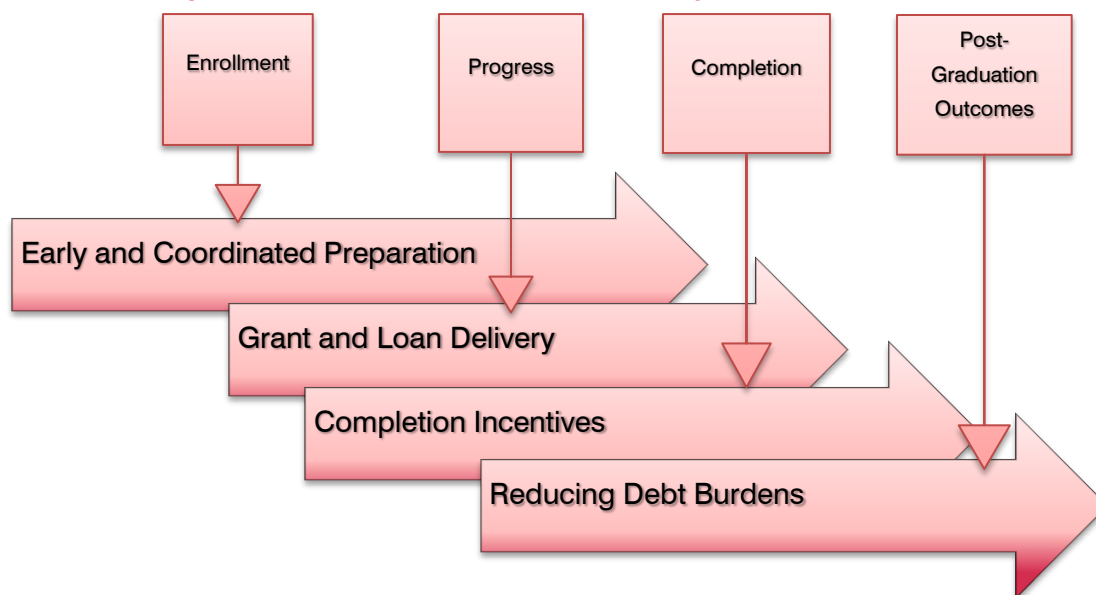 Enrollment
Progress
Completion
Post-
Graduation
Outcomes
Early and Coordinated Preparation
Grant and Loan Delivery
Completion Incentives
Reducing Debt Burdens